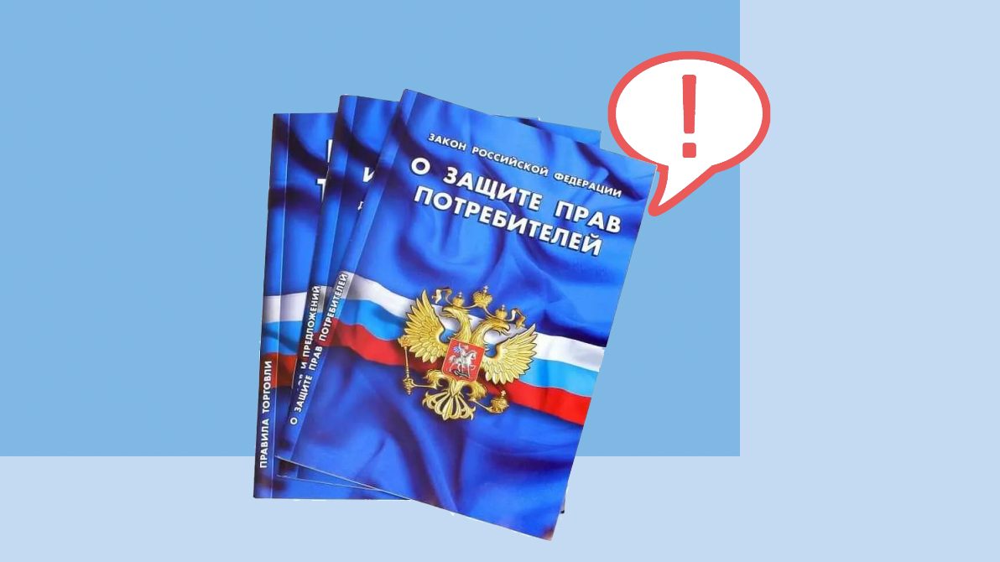 !
ЗАКОН РОССИЙСКОЙ ФЕДЕРАЦИИ
О ЗАЩИТЕ ПРАВ
ПОТРЕБИТЕЛЕЙ
О ЗАЩИТЕ ПРАВ ПОТРЕБИТЕЛЕЙ
И ПРЕДЛОЖЕНИЙ
ПРАВИЛА ТОРГОВЛИ